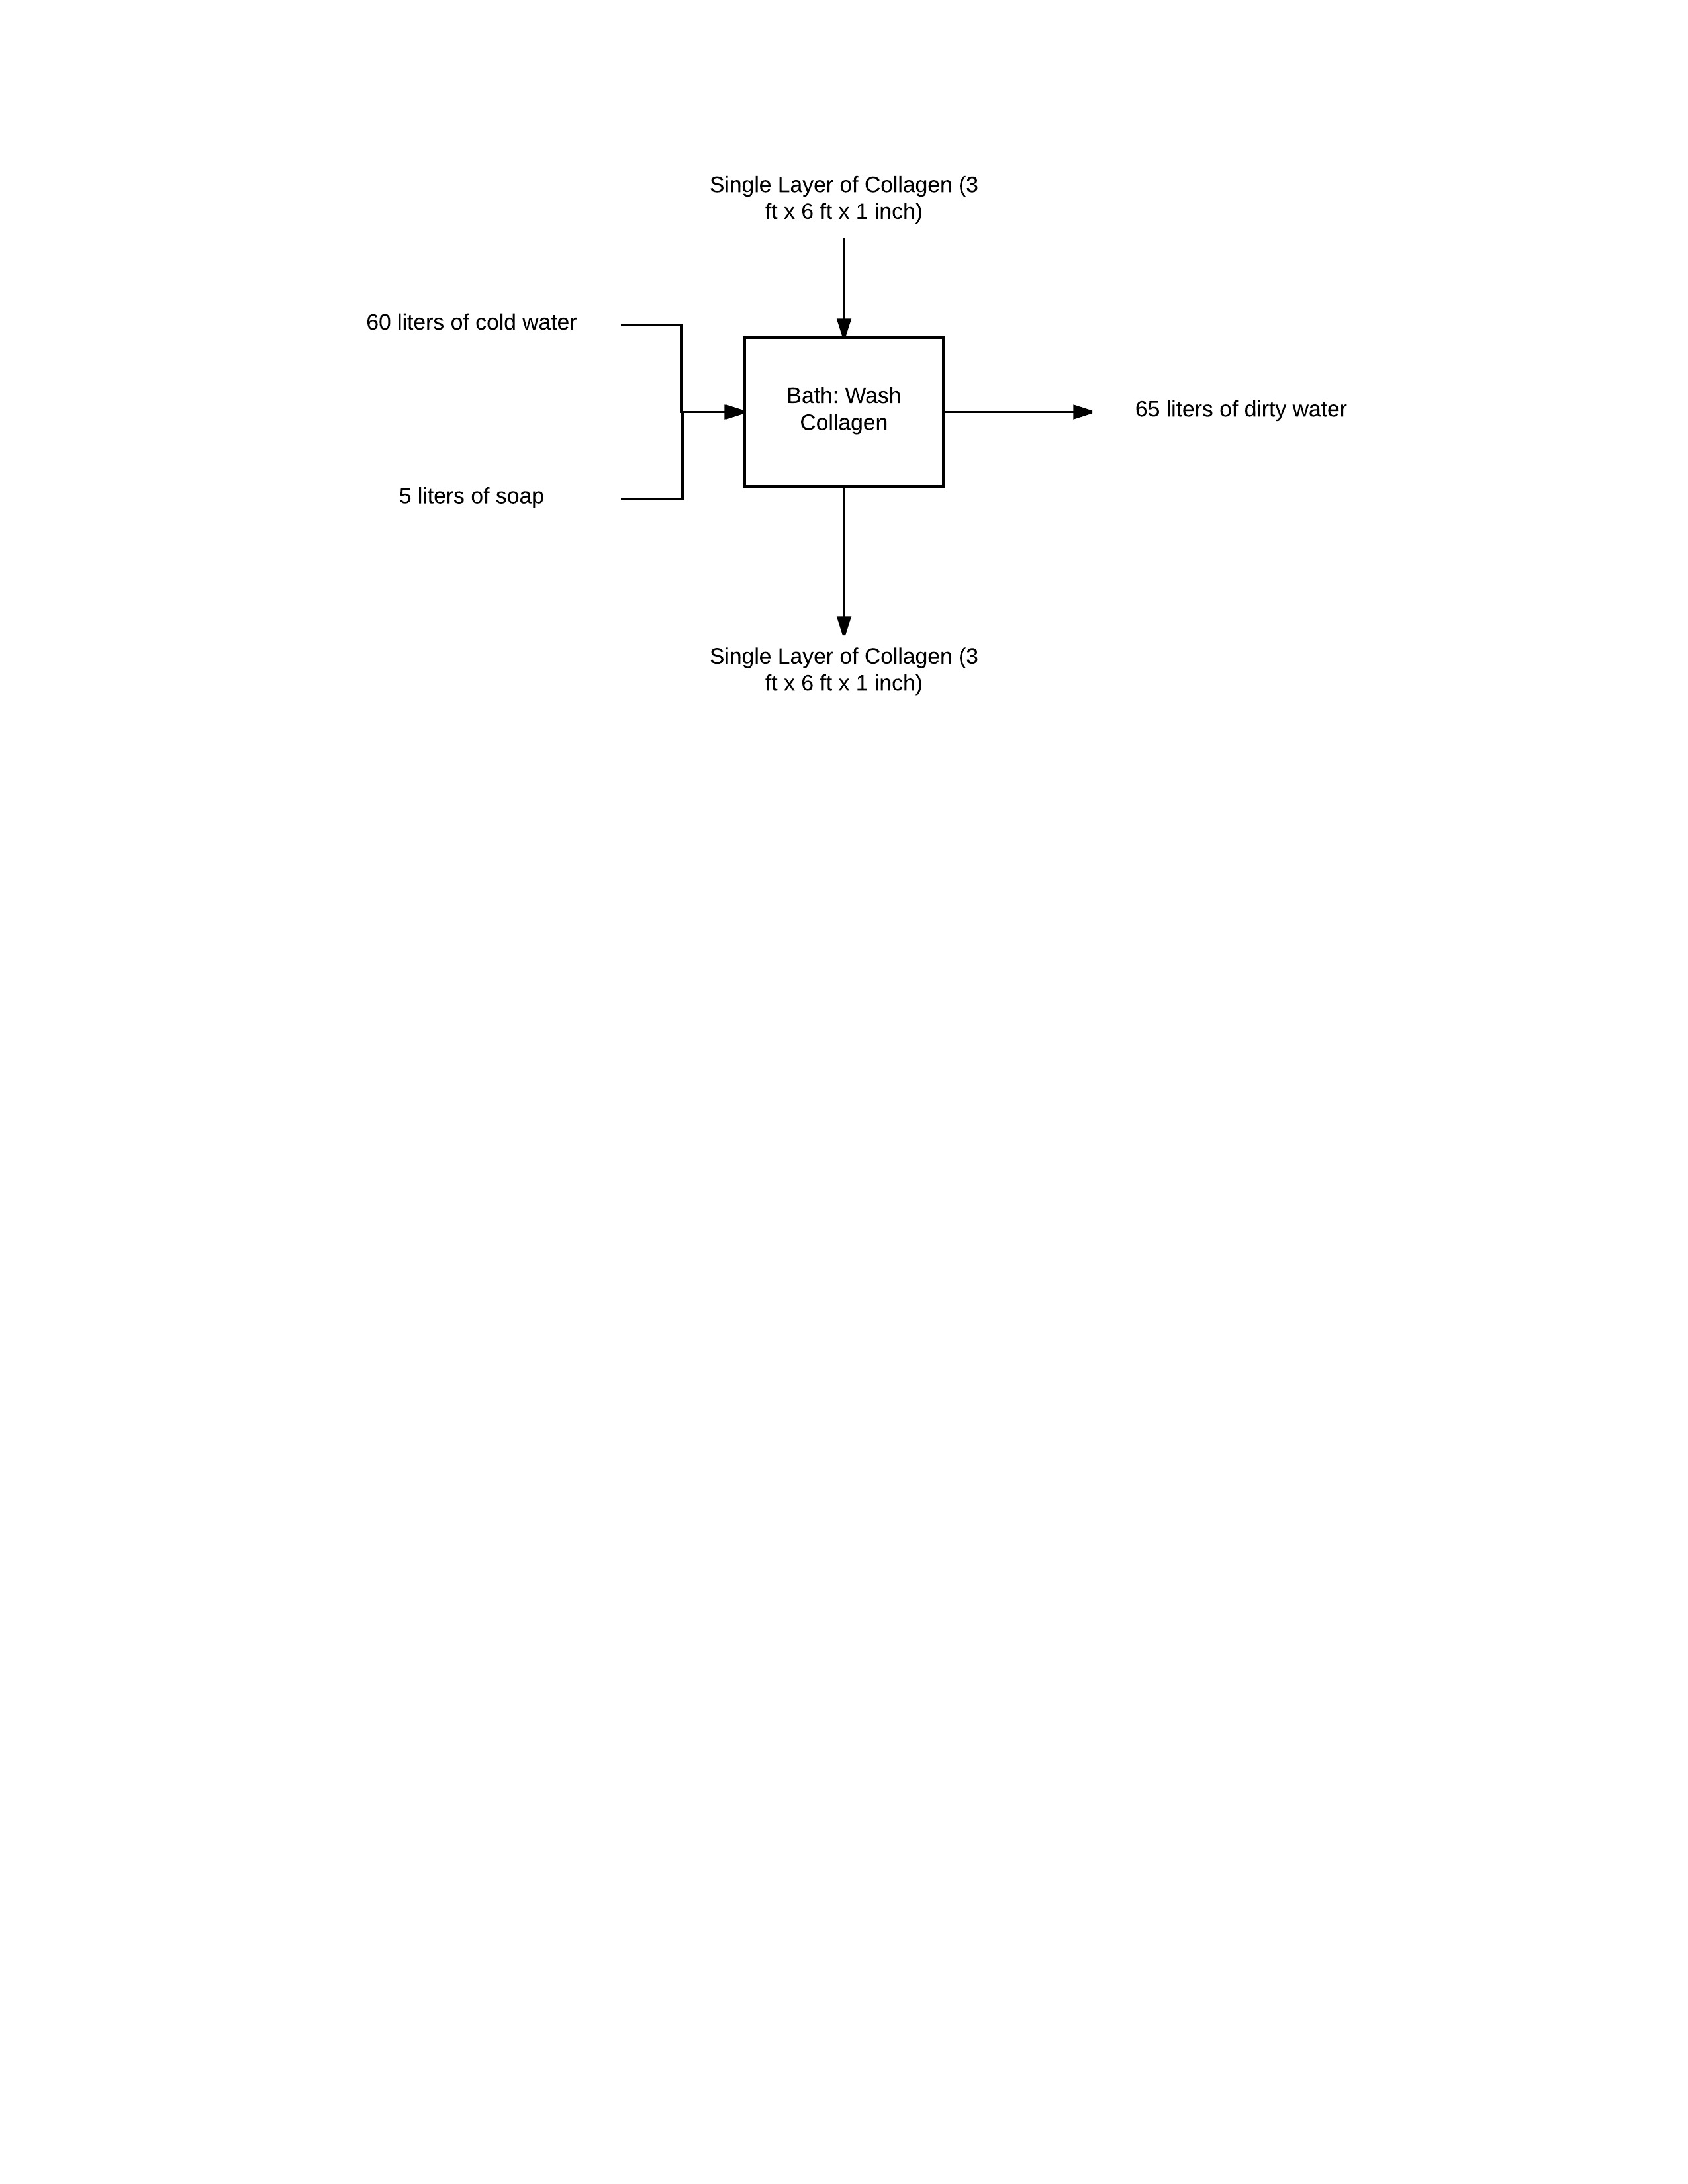 Single Layer of Collagen (3
ft x 6 ft x 1 inch)
60 liters of cold water
Bath: Wash
Collagen
65 liters of dirty water
5 liters of soap
Single Layer of Collagen (3
ft x 6 ft x 1 inch)